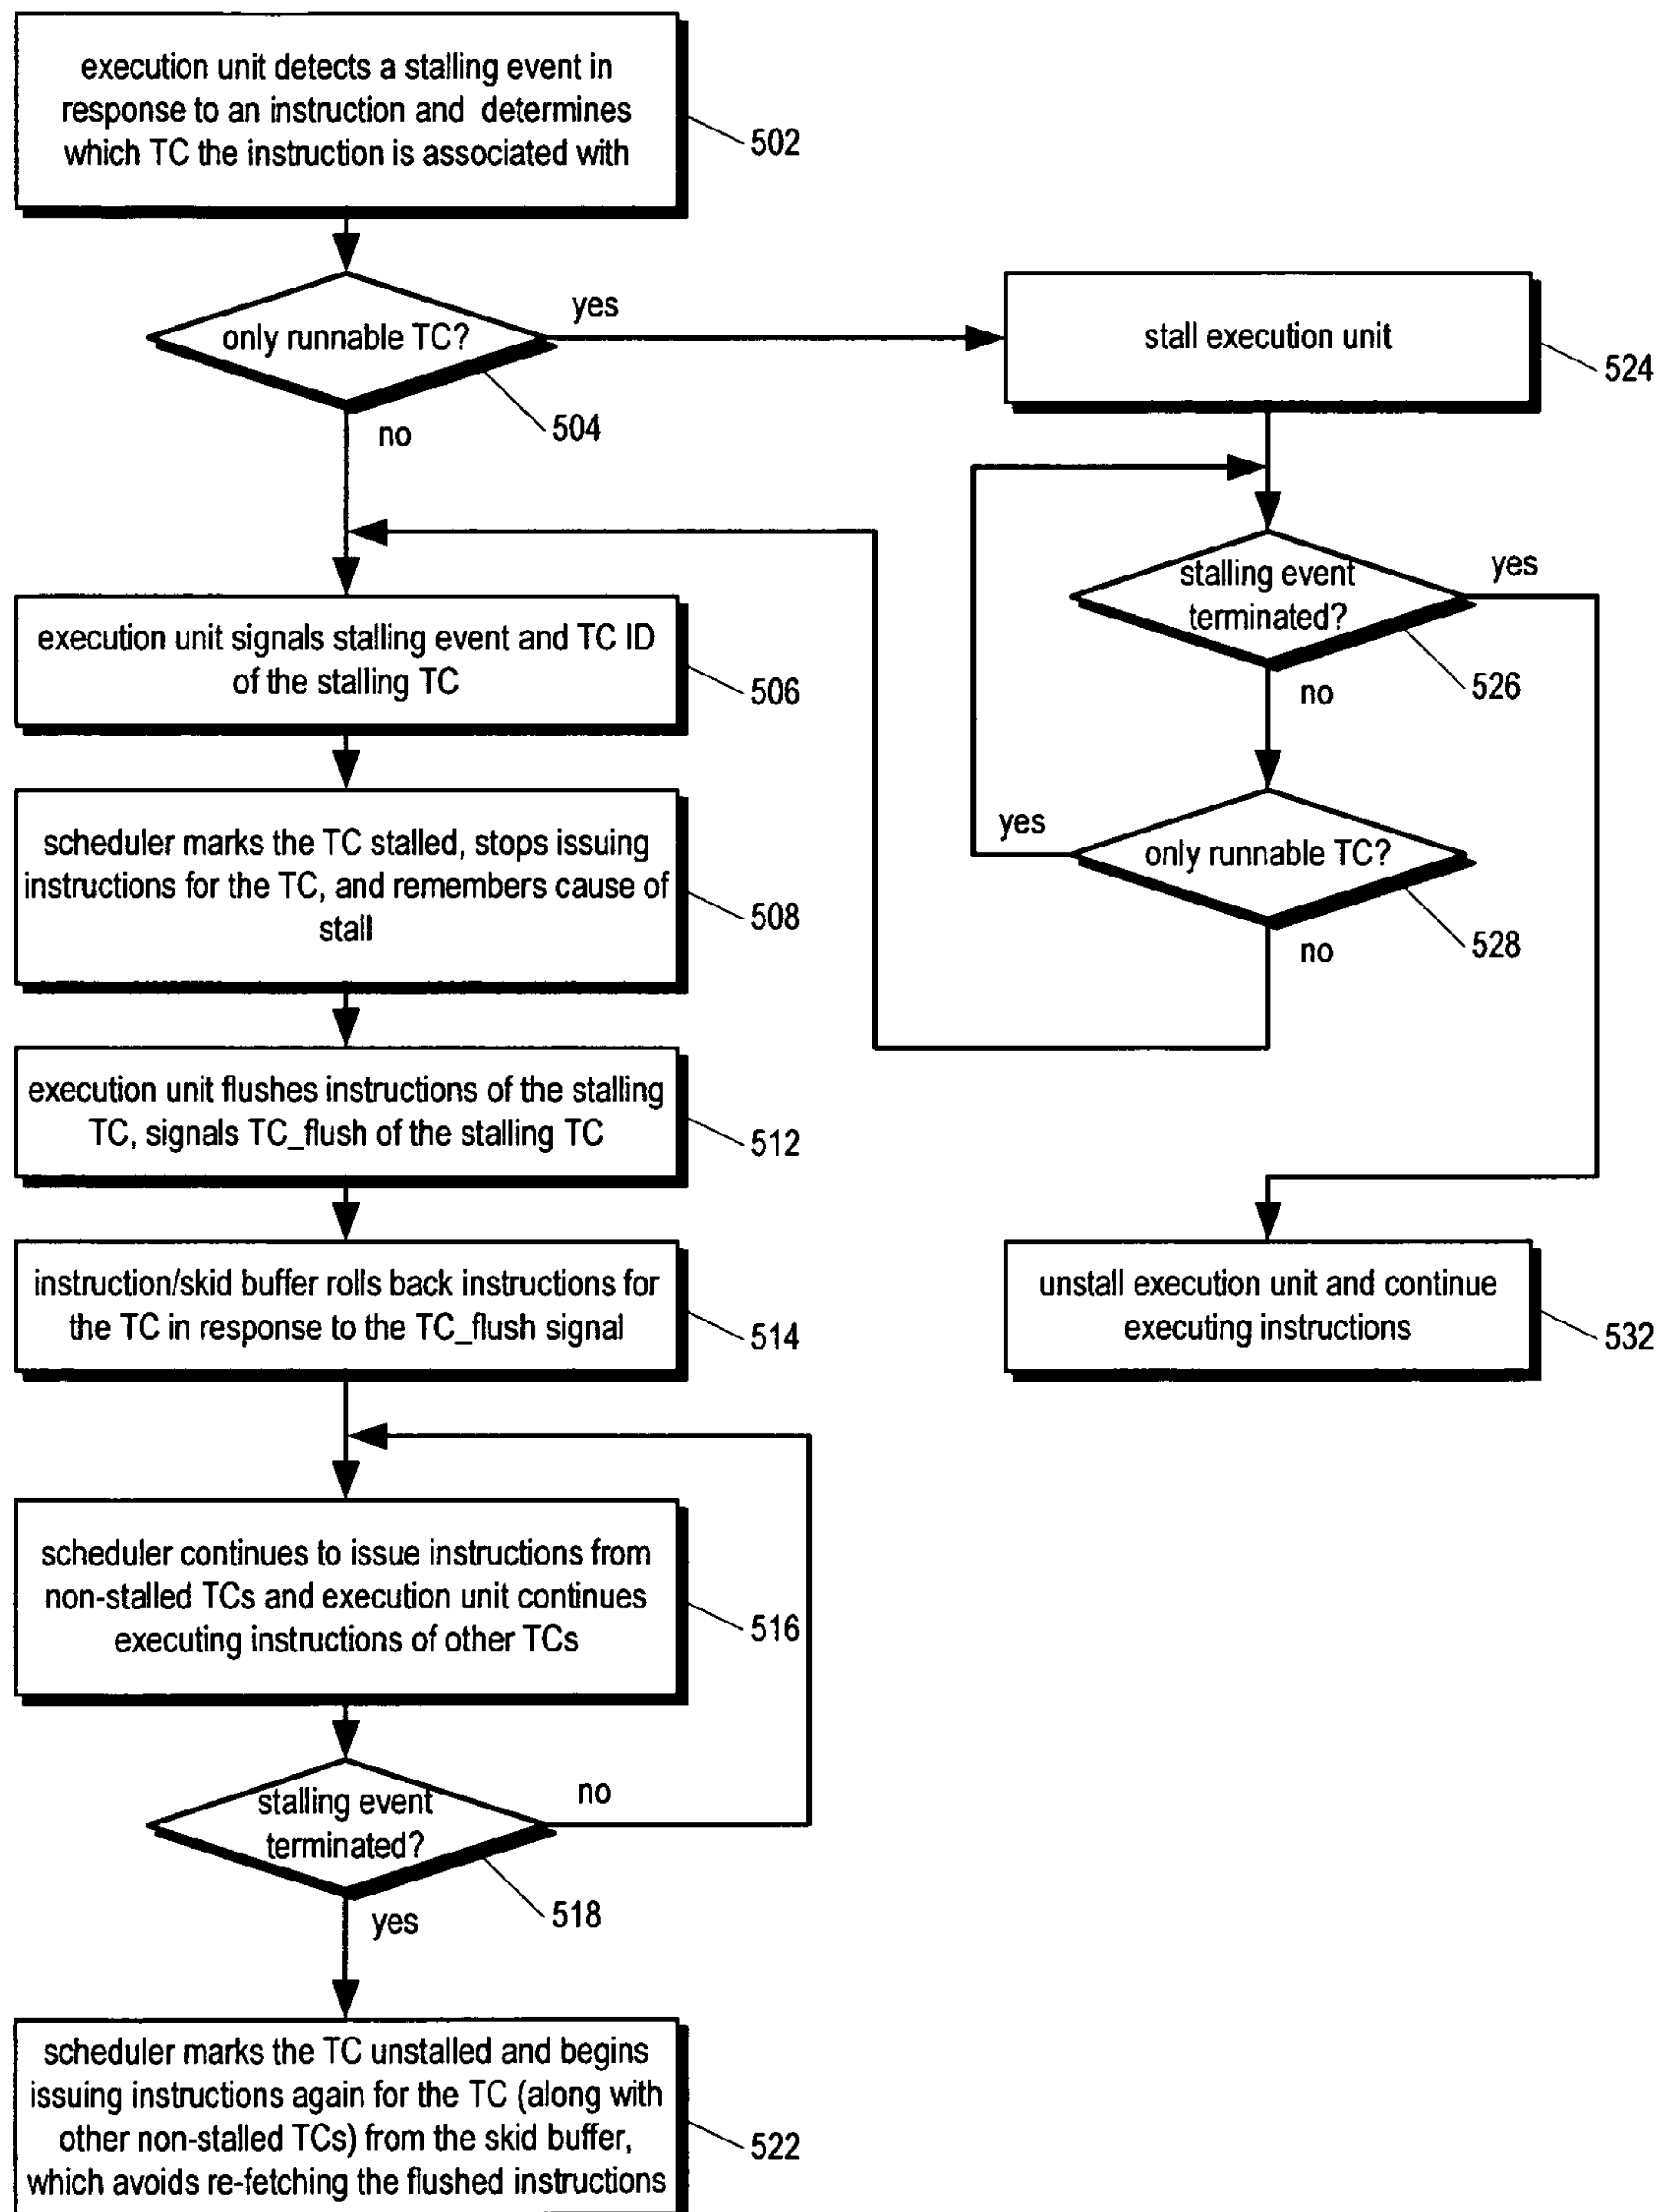 execution unit detects a stalling event in
response to an instruction and determines
which TC the instruction is associated with
502
only runnable TC?
yes
504
no
stall execution unit
524
stalling event
terminated?
yes
526
no
only runnable TC?
yes
528
no
unstall execution unit and continue
executing instructions
532
execution unit signals stalling event and TC ID
of the stalling TC
506
scheduler marks the TC stalled, stops issuing
instructions for the TC, and remembers cause of
stall
508
execution unit flushes instructions of the stalling
TC, signals TC_flush of the stalling TC
512
instruction/skid buffer rolls back instructions for
the TC in response to the TC_flush signal
514
scheduler continues to issue instructions from
non-stalled TCs and execution unit continues
executing instructions of other TCs
516
stalling event
terminated?
no
518
yes
scheduler marks the TC unstalled and begins
issuing instructions again for the TC (along with
other non-stalled TCs) from the skid buffer,
which avoids re-fetching the flushed instructions
522